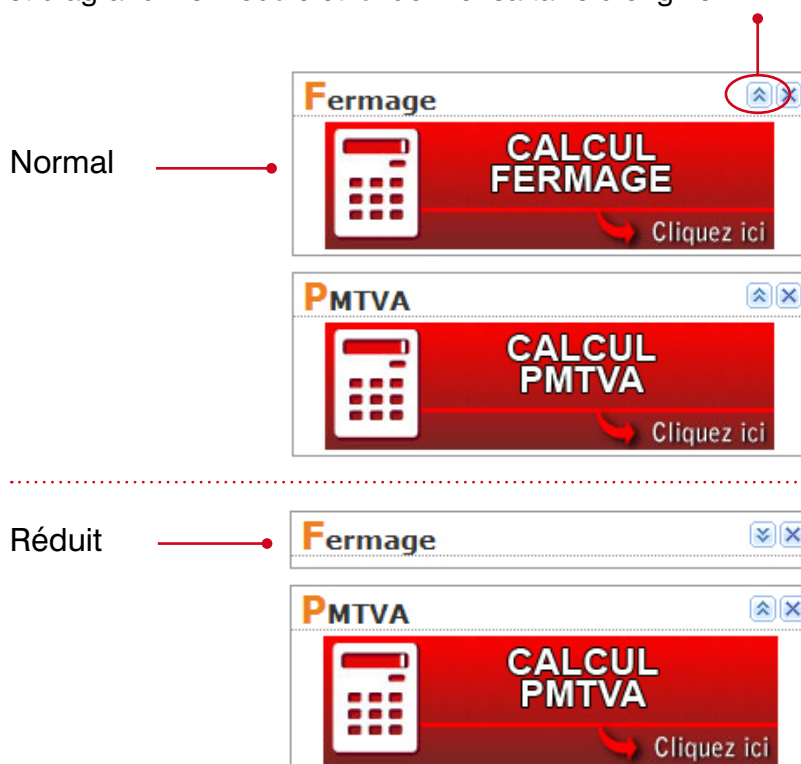 Fermage
Normal
CALCUL
FERMAGE
Cliquez ici
PMTVA
CALCUL
PMTVA
Cliquez ici
Réduit
Fermage
PMTVA
CALCUL
PMTVA
Cliquez ici